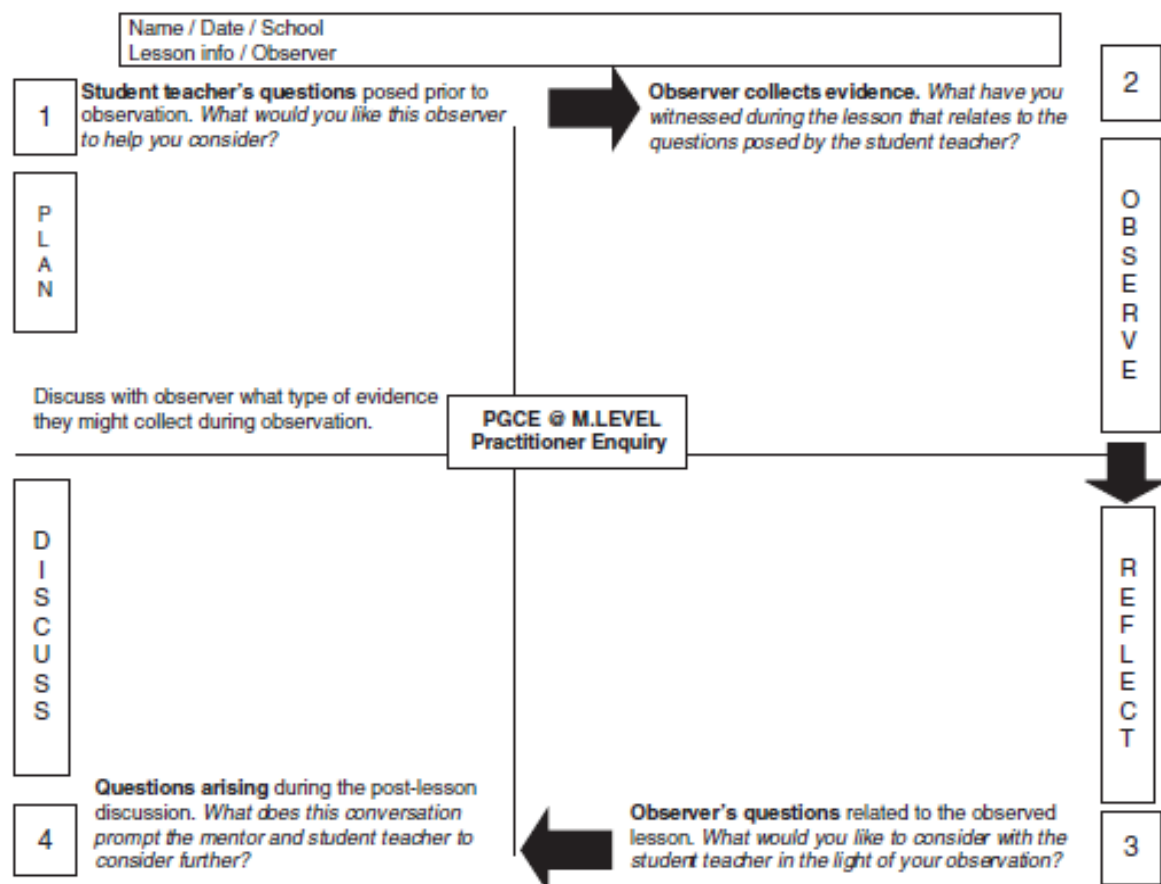 Name / Date / School
Lesson info / Observer
1
Student teacher's questions posed prior to
observation. What would you like this observer
to help you consider?
Observer collects evidence. What have you
witnessed during the lesson that relates to the
questions posed by the student teacher?
2
P
L
A
N
O
B
S
E
R
V
E
Discuss with observer what type of evidence
they might collect during observation.
PGCE @ M.LEVEL
Practitioner Enquiry
D
I
S
C
U
S
S
R
E
F
L
E
C
T
4
Questions arising during the post-lesson
discussion. What does this conversation
prompt the mentor and student teacher to
consider further?
Observer's questions related to the observed
lesson. What would you like to consider with the
student teacher in the light of your observation?
3